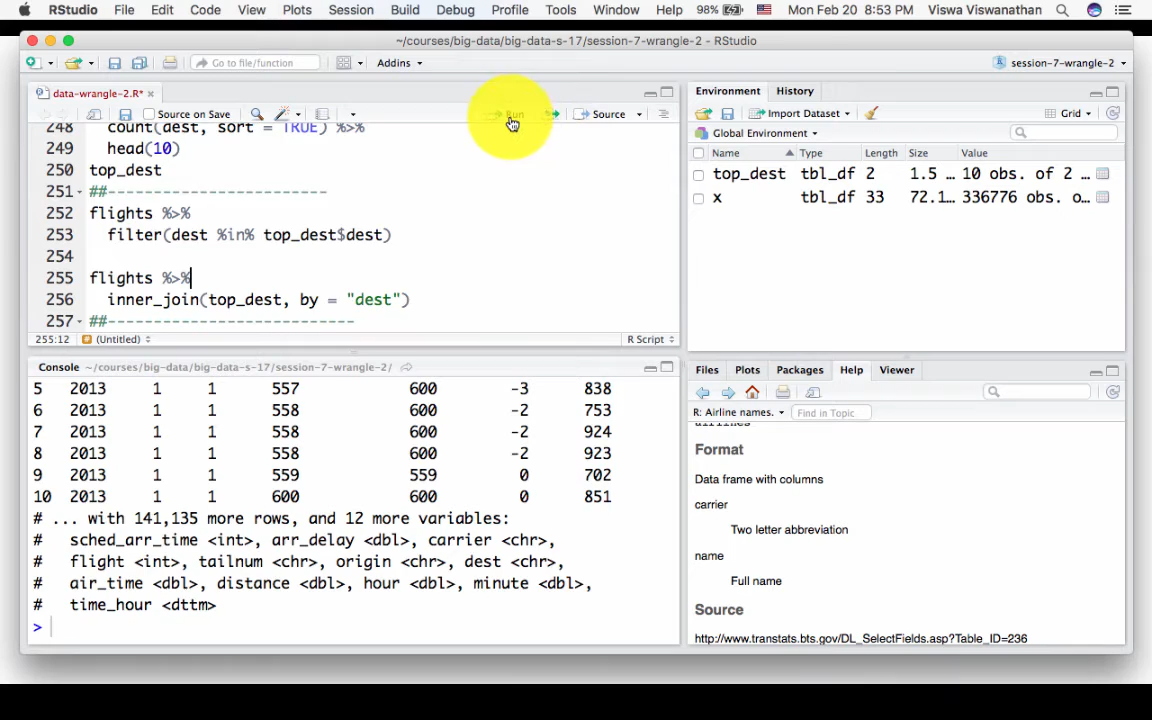 RStudio File Edit Code View Plots Session Build Debug Profile Tools Window Help 98% Mon Feb 20 8:53 PM Viswa Viswanathan
~/courses/big-data/big-data-s-17/session-7-wrangle-2 - RStudio
Go to file/function Addins session-7-wrangle-2
data-wrangle-2.R*
Source on Save Run Source
248 count(dest, sort = TRUE) %>%
249 head(10)
250 top_dest
251 ##-------------------------
252 flights %>%
253 filter(dest %in% top_dest$dest)
254
255 flights %>%
256 inner_join(top_dest, by = "dest")
257 ##----------------------------
255:12 (Untitled) R Script
Console ~/courses/big-data/big-data-s-17/session-7-wrangle-2/
5 2013 1 1 557 600 -3 838
6 2013 1 1 558 600 -2 753
7 2013 1 1 558 600 -2 924
8 2013 1 1 558 600 -2 923
9 2013 1 1 559 559 0 702
10 2013 1 1 600 600 0 851
# ... with 141,135 more rows, and 12 more variables:
# sched_arr_time <int>, arr_delay <dbl>, carrier <chr>,
# flight <int>, tailnum <chr>, origin <chr>, dest <chr>,
# air_time <dbl>, distance <dbl>, hour <dbl>, minute <dbl>,
# time_hour <dttm>
>
Environment History
Import Dataset Grid
Global Environment
Name Type Length Size Value
top_dest tbl_df 2 1.5 … 10 obs. of 2 …
x tbl_df 33 72.1… 336776 obs. o…
Files Plots Packages Help Viewer
R: Airline names. Find in Topic
airlines
Format
Data frame with columns
carrier
Two letter abbreviation
name
Full name
Source
http://www.transtats.bts.gov/DL_SelectFields.asp?Table_ID=236